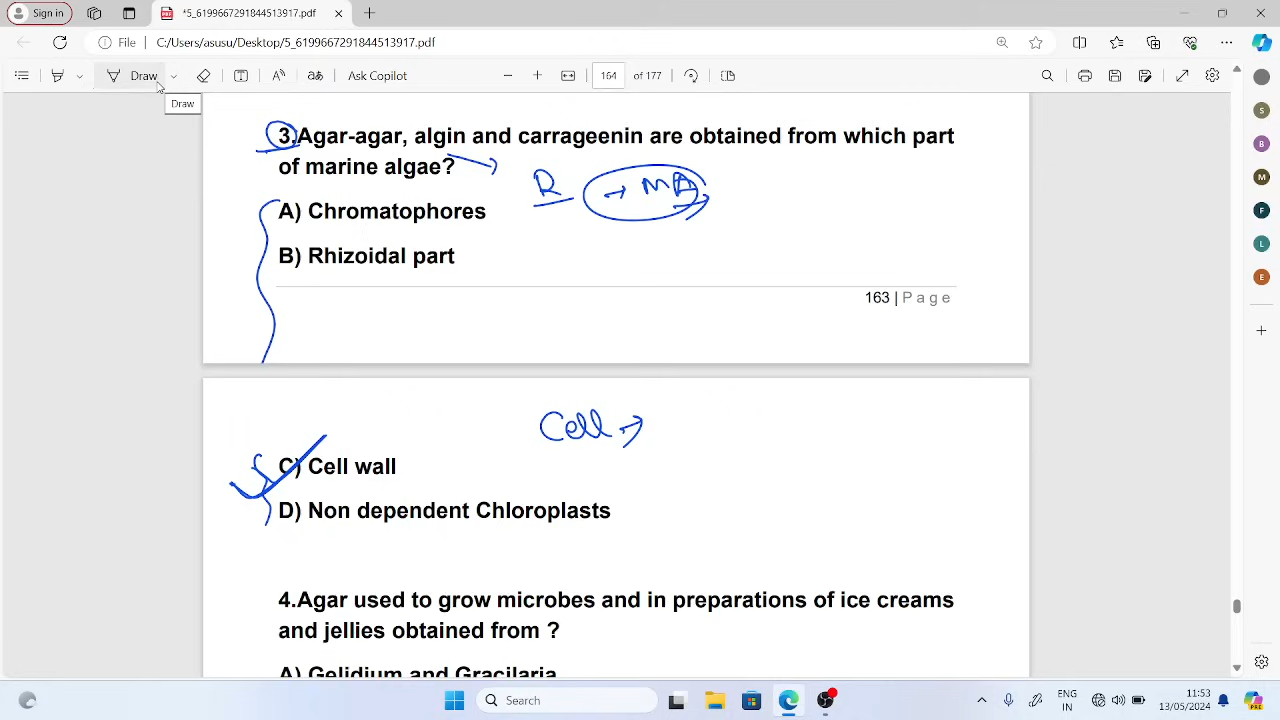 Sign in
*5_6199667291844513917.pdf
File
C:/Users/asusu/Desktop/5_6199667291844513917.pdf
Draw
Ask Copilot
164 of 177
Draw
3.Agar-agar, algin and carrageenin are obtained from which part
of marine algae?
R → MA
A) Chromatophores
B) Rhizoidal part
163 | Page
Cell →
C) Cell wall
D) Non dependent Chloroplasts
4.Agar used to grow microbes and in preparations of ice creams
and jellies obtained from ?
A) Gelidium and Gracilaria
S
B
M
F
L
E
Search
ENG
IN
11:53
13/05/2024